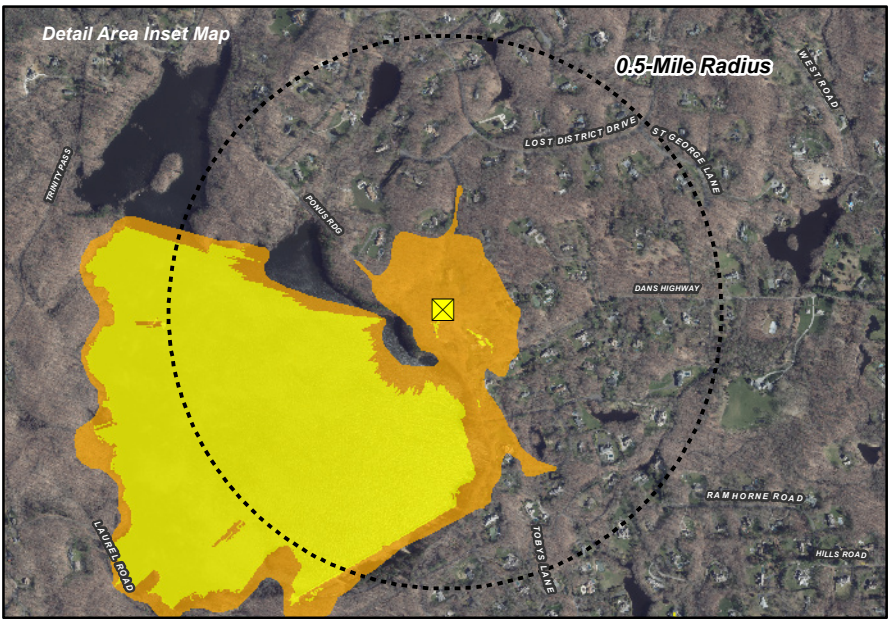 Detail Area Inset Map
0.5-Mile Radius
WEST ROAD
LOST DISTRICT DRIVE
ST GEORGE LANE
TRINITY PASS
PONUS RDG
DANS HIGHWAY
RAMHORNE ROAD
LAUREL ROAD
TOBYS LANE
HILLS ROAD